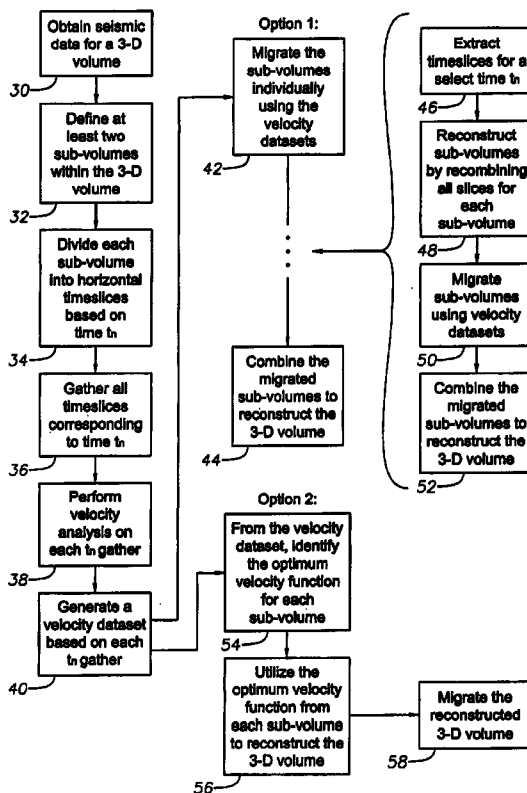 Obtain seismic
data for a 3-D
volume
30
Define at
least two
sub-volumes
within the 3-D
volume
32
Divide each
sub-volume
into horizontal
timeslices
based on
time tn
34
Gather all
timeslices
corresponding
to time tn
36
Perform
velocity
analysis on
each tn gather
38
Generate a
velocity dataset
based on each
tn gather
40
Option 1:
Migrate the
sub-volumes
individually
using the
velocity
datasets
42
Combine the
migrated
sub-volumes to
reconstruct the
3-D volume
44
Extract
timeslices for a
select time tn
46
Reconstruct
sub-volumes
by recombining
all slices for
each
sub-volume
48
Migrate
sub-volumes
using velocity
datasets
50
Combine the
migrated
sub-volumes to
reconstruct the
3-D volume
52
Option 2:
From the velocity
dataset, identify
the optimum
velocity function
for each
sub-volume
54
Utilize the
optimum velocity
function from
each sub-volume
to reconstruct the
3-D volume
56
Migrate the
reconstructed
3-D volume
58